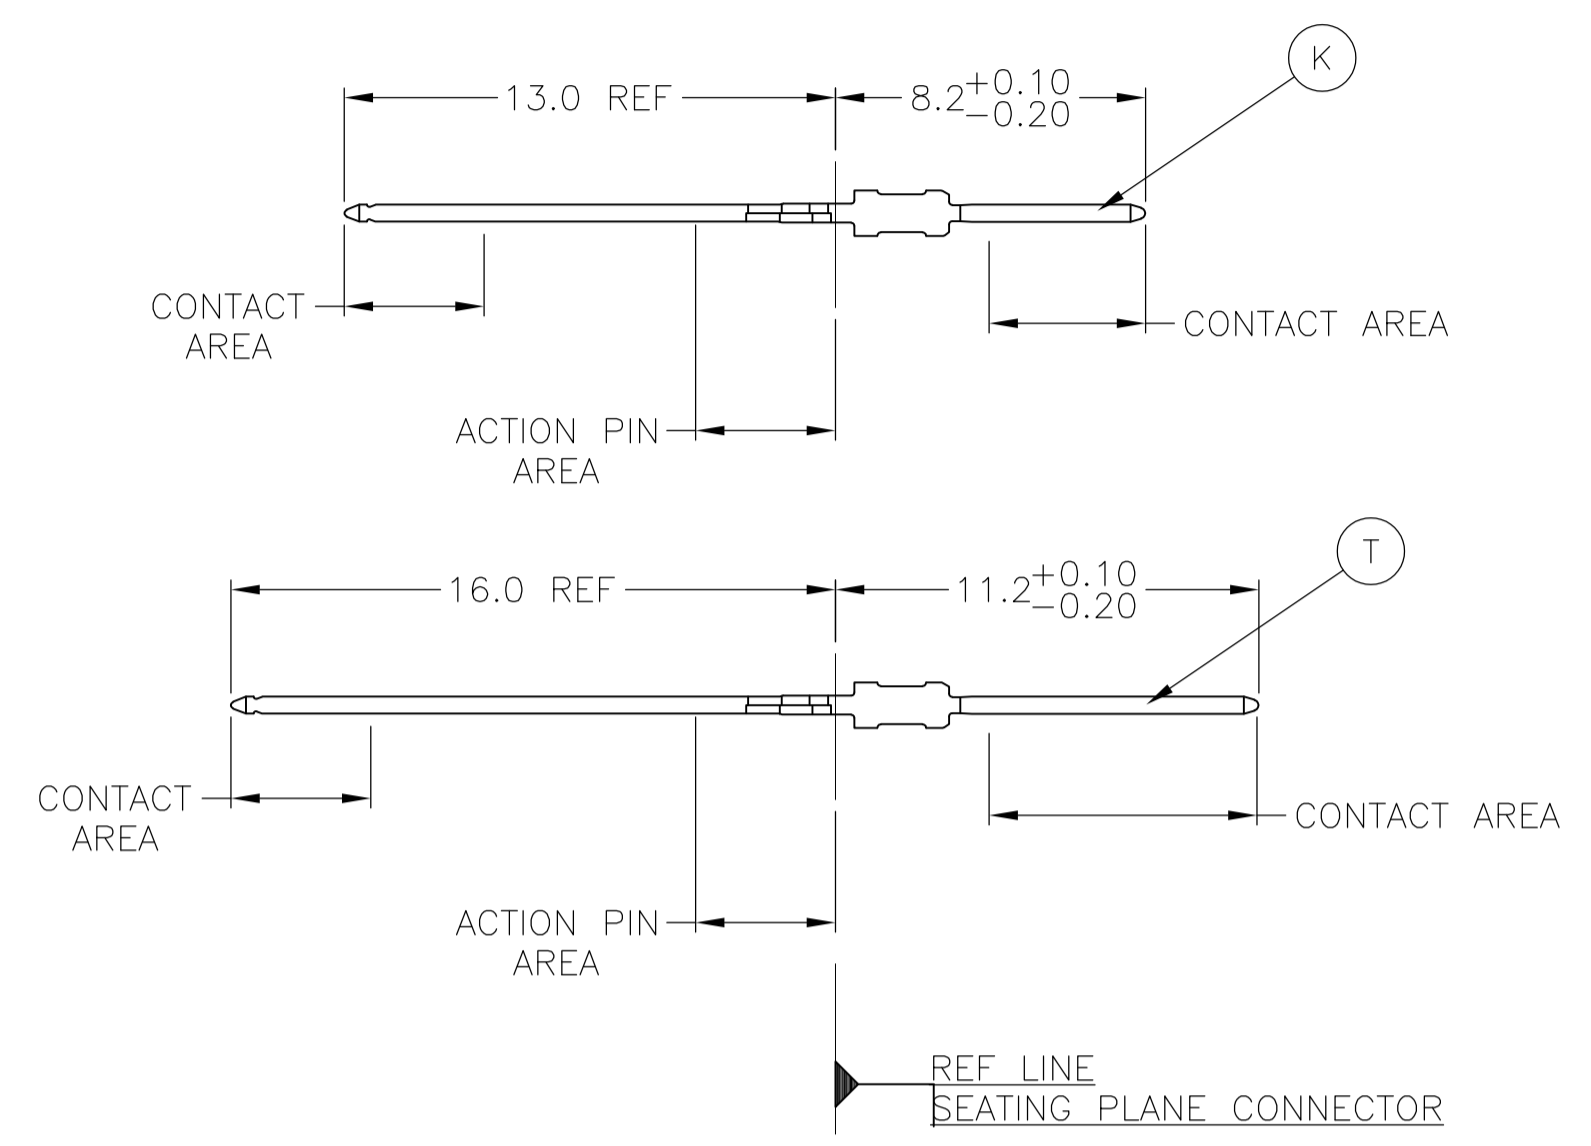 K
13.0 REF
8.2+0.10
-0.20
CONTACT
AREA
CONTACT AREA
ACTION PIN
AREA
T
16.0 REF
11.2+0.10
-0.20
CONTACT
AREA
CONTACT AREA
ACTION PIN
AREA
REF LINE
SEATING PLANE CONNECTOR